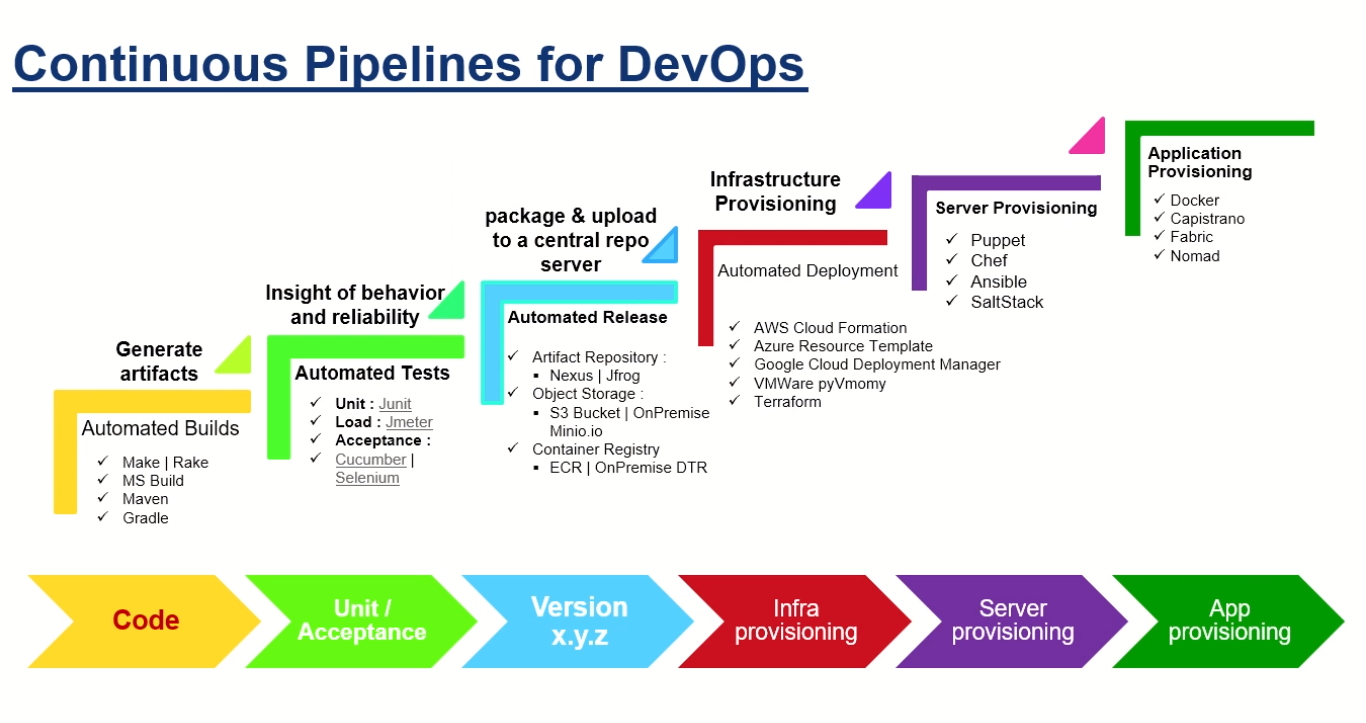 Continuous Pipelines for DevOps
Generate
artifacts
Automated Builds
✓ Make | Rake
✓ MS Build
✓ Maven
✓ Gradle
Insight of behavior
and reliability
Automated Tests
✓ Unit : Junit
✓ Load : Jmeter
✓ Acceptance :
✓ Cucumber |
Selenium
package & upload
to a central repo
server
Automated Release
✓ Artifact Repository :
▪ Nexus | Jfrog
✓ Object Storage :
▪ S3 Bucket | OnPremise
Minio.io
✓ Container Registry
▪ ECR | OnPremise DTR
Infrastructure
Provisioning
Automated Deployment
✓ AWS Cloud Formation
✓ Azure Resource Template
✓ Google Cloud Deployment Manager
✓ VMWare pyVmomy
✓ Terraform
Server Provisioning
✓ Puppet
✓ Chef
✓ Ansible
✓ SaltStack
Application
Provisioning
✓ Docker
✓ Capistrano
✓ Fabric
✓ Nomad
Code
Unit /
Acceptance
Version
x.y.z
Infra
provisioning
Server
provisioning
App
provisioning